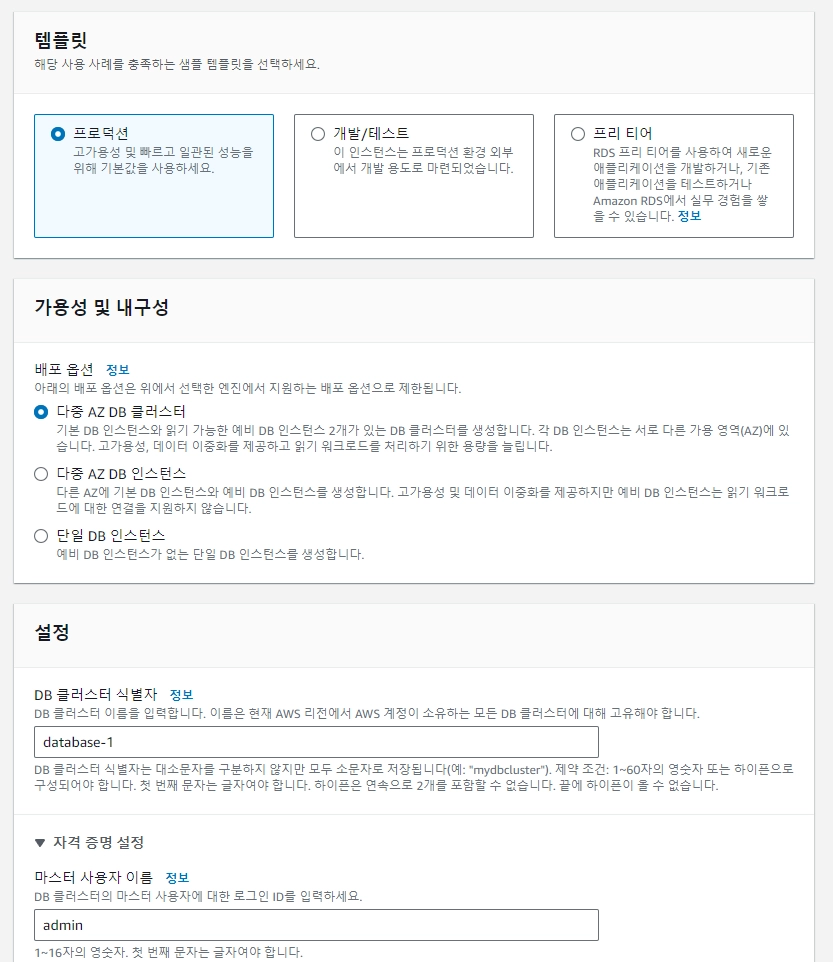 템플릿
해당 사용 사례를 충족하는 샘플 템플릿을 선택하세요.
프로덕션
고가용성 및 빠르고 일관된 성능을
위해 기본값을 사용하세요.
개발/테스트
이 인스턴스는 프로덕션 환경 외부
에서 개발 용도로 마련되었습니다.
프리 티어
RDS 프리 티어를 사용하여 새로운
애플리케이션을 개발하거나, 기존
애플리케이션을 테스트하거나
Amazon RDS에서 실무 경험을 쌓
을 수 있습니다. 정보
가용성 및 내구성
배포 옵션 정보
아래의 배포 옵션은 위에서 선택한 엔진에서 지원하는 배포 옵션으로 제한됩니다.
다중 AZ DB 클러스터
기본 DB 인스턴스와 읽기 가능한 예비 DB 인스턴스 2개가 있는 DB 클러스터를 생성합니다. 각 DB 인스턴스는 서로 다른 가용 영역(AZ)에 있
습니다. 고가용성, 데이터 이중화를 제공하고 읽기 워크로드를 처리하기 위한 용량을 늘립니다.
다중 AZ DB 인스턴스
다른 AZ에 기본 DB 인스턴스와 예비 DB 인스턴스를 생성합니다. 고가용성 및 데이터 이중화를 제공하지만 예비 DB 인스턴스는 읽기 워크로
드에 대한 연결을 지원하지 않습니다.
단일 DB 인스턴스
예비 DB 인스턴스가 없는 단일 DB 인스턴스를 생성합니다.
설정
DB 클러스터 식별자 정보
DB 클러스터 이름을 입력합니다. 이름은 현재 AWS 리전에서 AWS 계정이 소유하는 모든 DB 클러스터에 대해 고유해야 합니다.
database-1
DB 클러스터 식별자는 대소문자를 구분하지 않지만 모두 소문자로 저장됩니다(예: "mydbcluster"). 제약 조건: 1~60자의 영숫자 또는 하이픈으로
구성되어야 합니다. 첫 번째 문자는 글자여야 합니다. 하이픈은 연속으로 2개를 포함할 수 없습니다. 끝에 하이픈이 올 수 없습니다.
▼ 자격 증명 설정
마스터 사용자 이름 정보
DB 클러스터의 마스터 사용자에 대한 로그인 ID를 입력하세요.
admin
1~16자의 영숫자. 첫 번째 문자는 글자여야 합니다.